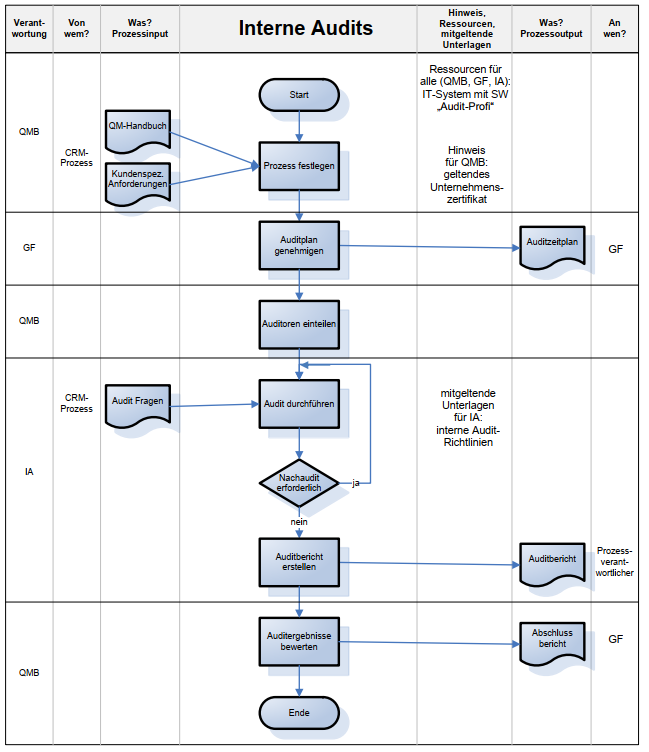 Verant-
wortung
Von
wem?
Was?
Prozessinput
Interne Audits
Hinweis,
Ressourcen,
mitgeltende
Unterlagen
Was?
Prozessoutput
An
wen?
QMB
CRM-
Prozess
QM-Handbuch
Kundenspez.
Anforderungen
Start
Prozess festlegen
Ressourcen für
alle (QMB, GF, IA):
IT-System mit SW
„Audit-Profi“
Hinweis
für QMB:
geltendes
Unternehmens-
zertifikat
GF
Auditplan
genehmigen
Auditzeitplan
GF
QMB
Auditoren einteilen
IA
CRM-
Prozess
Audit Fragen
Audit durchführen
mitgeltende
Unterlagen
für IA:
interne Audit-
Richtlinien
Nachaudit
erforderlich
ja
nein
Auditbericht
erstellen
Auditbericht
Prozess-
verant-
wortlicher
QMB
Auditergebnisse
bewerten
Abschluss
bericht
GF
Ende